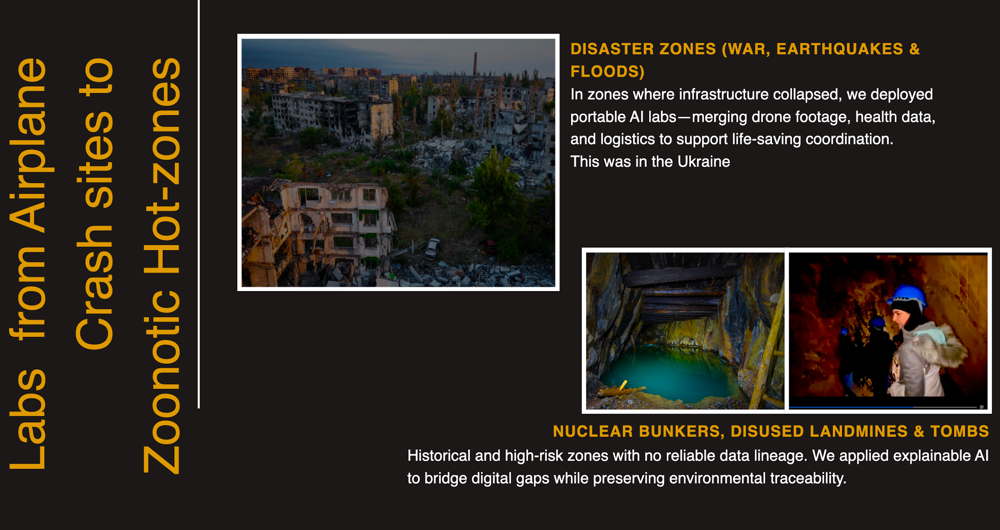 Labs from Airplane
Crash sites to
Zoonotic Hot-zones
DISASTER ZONES (WAR, EARTHQUAKES &
FLOODS)
In zones where infrastructure collapsed, we deployed
portable AI labs—merging drone footage, health data,
and logistics to support life-saving coordination.
This was in the Ukraine
NUCLEAR BUNKERS, DISUSED LANDMINES & TOMBS
Historical and high-risk zones with no reliable data lineage. We applied explainable AI
to bridge digital gaps while preserving environmental traceability.